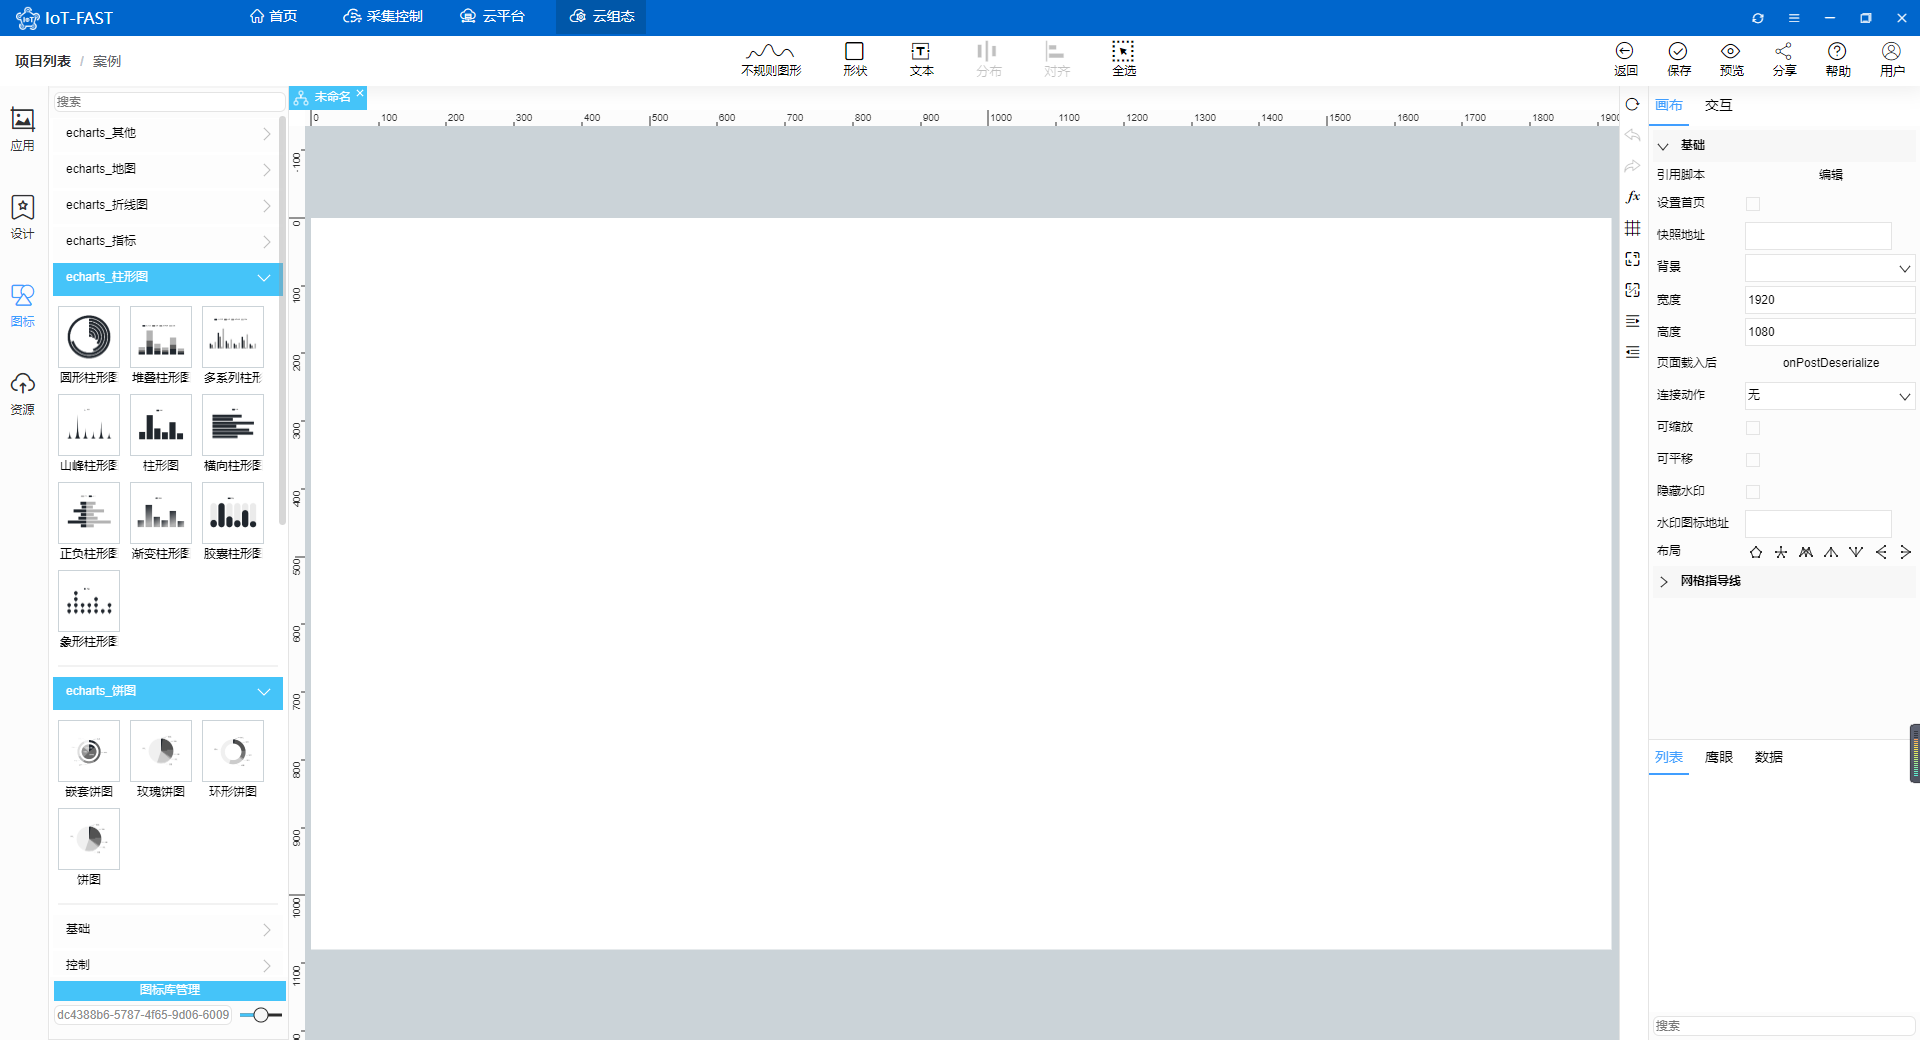 IoT-FAST
首页
采集控制
云平台
云组态
项目列表 / 案例
不规则图形
形状
文本
分布
对齐
全选
返回
保存
预览
分享
帮助
用户
应用
设计
图标
资源
搜索
echarts_其他
echarts_地图
echarts_折线图
echarts_指标
echarts_柱形图
圆形柱形图
堆叠柱形图
多系列柱形
山峰柱形图
柱形图
横向柱形图
正负柱形图
渐变柱形图
胶囊柱形图
象形柱形图
echarts_饼图
嵌套饼图
玫瑰饼图
环形饼图
饼图
基础
控制
图标库管理
dc4388b6-5787-4f65-9d06-6009
未命名
0 100 200 300 400 500 600 700 800 900 1000 1100 1200 1300 1400 1500 1600 1700 1800 1900
-100
0
100
200
300
400
500
600
700
800
900
1000
1100
fx
画布
交互
基础
引用脚本 编辑
设置首页
快照地址
背景
宽度 1920
高度 1080
页面载入后 onPostDeserialize
连接动作 无
可缩放
可平移
隐藏水印
水印图标地址
布局
网格指导线
列表
鹰眼
数据
搜索